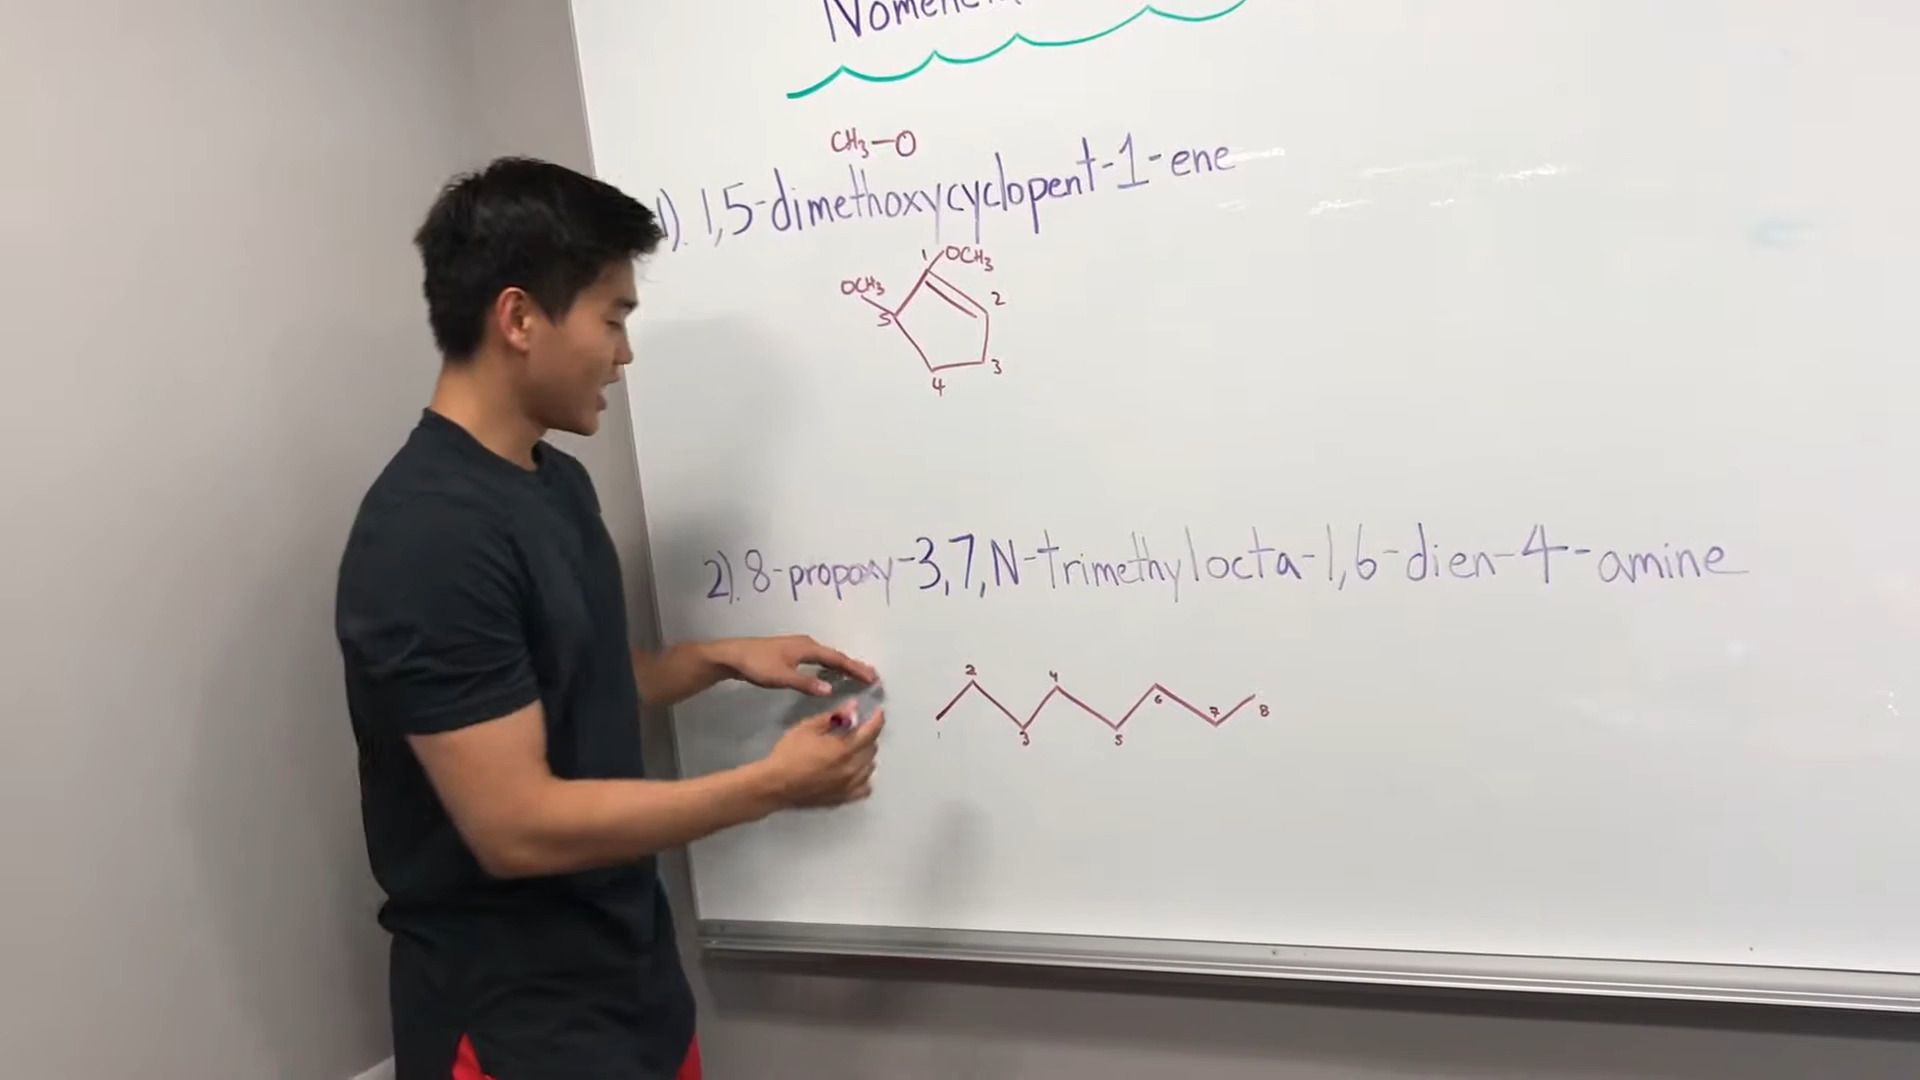 CH₃-O
1). 1,5-dimethoxycyclopent-1-ene
1 OCH₃
OCH₃
2
5
3
4
2). 8-propoxy-3,7,N-trimethylocta-1,6-dien-4-amine
2 4
6 7 8
1 3 5